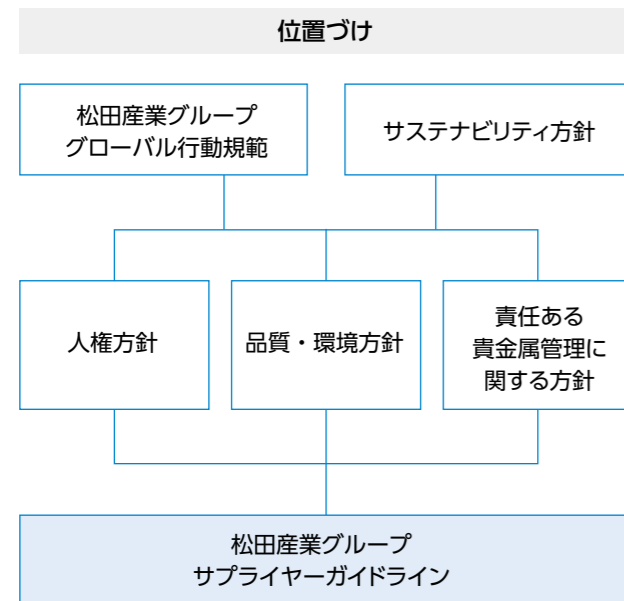 位置づけ
松田産業グループ
グローバル行動規範
サステナビリティ方針
人権方針
品質・環境方針
責任ある
貴金属管理に
関する方針
松田産業グループ
サプライヤーガイドライン